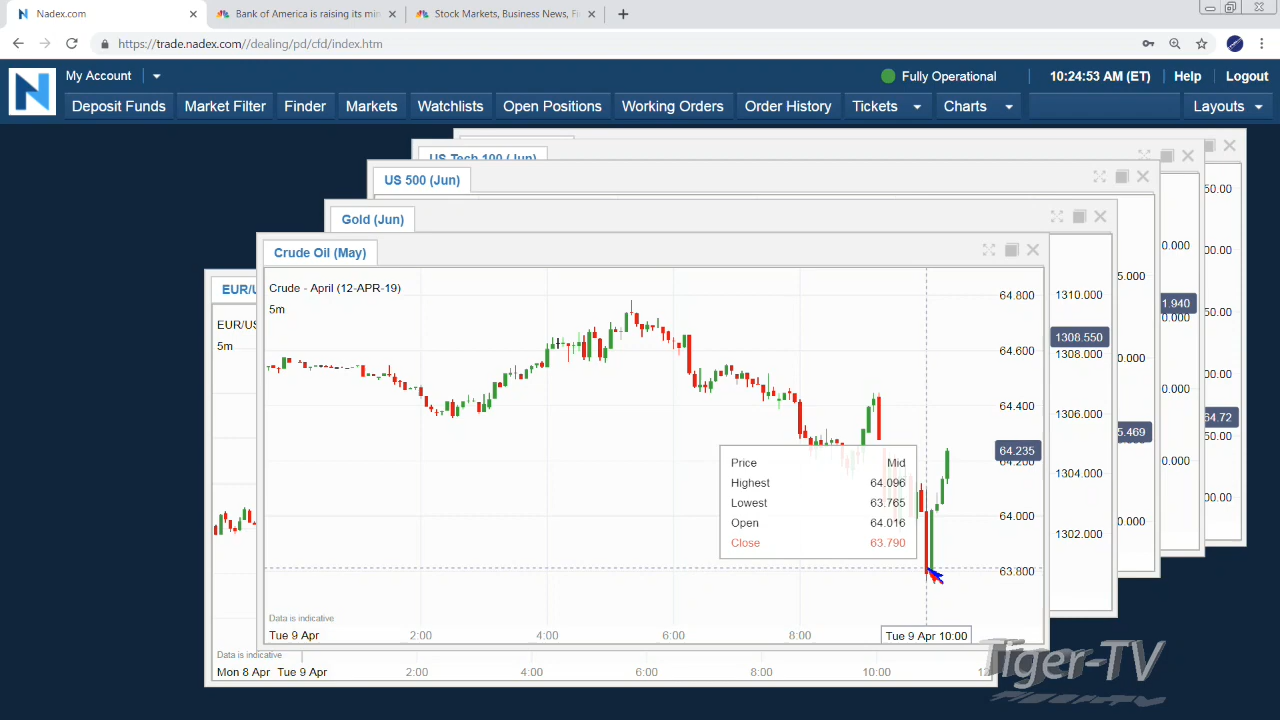 Nadex.com
Bank of America is raising its min
Stock Markets, Business News, Fi
https://trade.nadex.com//dealing/pd/cfd/index.htm
My Account
Fully Operational
10:24:53 AM (ET)
Help
Logout
Deposit Funds
Market Filter
Finder
Markets
Watchlists
Open Positions
Working Orders
Order History
Tickets
Charts
Layouts
US Tech 100 (Jun)
US 500 (Jun)
Gold (Jun)
Crude Oil (May)
EUR/U
EUR/US
5m
Crude - April (12-APR-19)
5m
64.800
64.600
64.400
64.235
64.200
64.000
63.800
Price Mid
Highest 64.096
Lowest 63.765
Open 64.016
Close 63.790
Data is indicative
Tue 9 Apr
2:00
4:00
6:00
8:00
Tue 9 Apr 10:00
1310.000
1308.550
1308.000
1306.000
1304.000
1302.000
5.000
0.000
5.469
0.000
0.000
1.940
0.000
0.000
0.000
50.00
00.00
50.00
00.00
64.72
50.00
00.00
Data is indicative
Mon 8 Apr
Tue 9 Apr
2:00
4:00
6:00
8:00
10:00
12
Tiger-TV